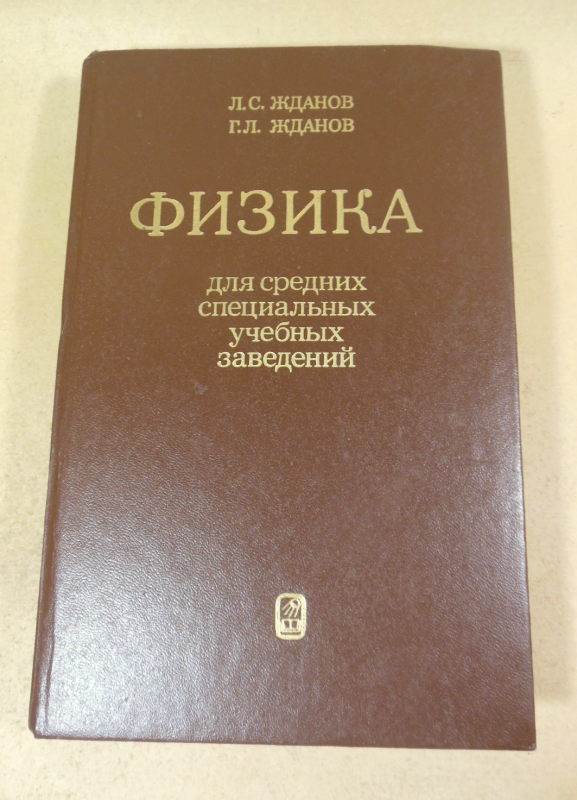 Л.С. ЖДАНОВ
Г.Л. ЖДАНОВ
ФИЗИКА
для средних
специальных
учебных
заведений